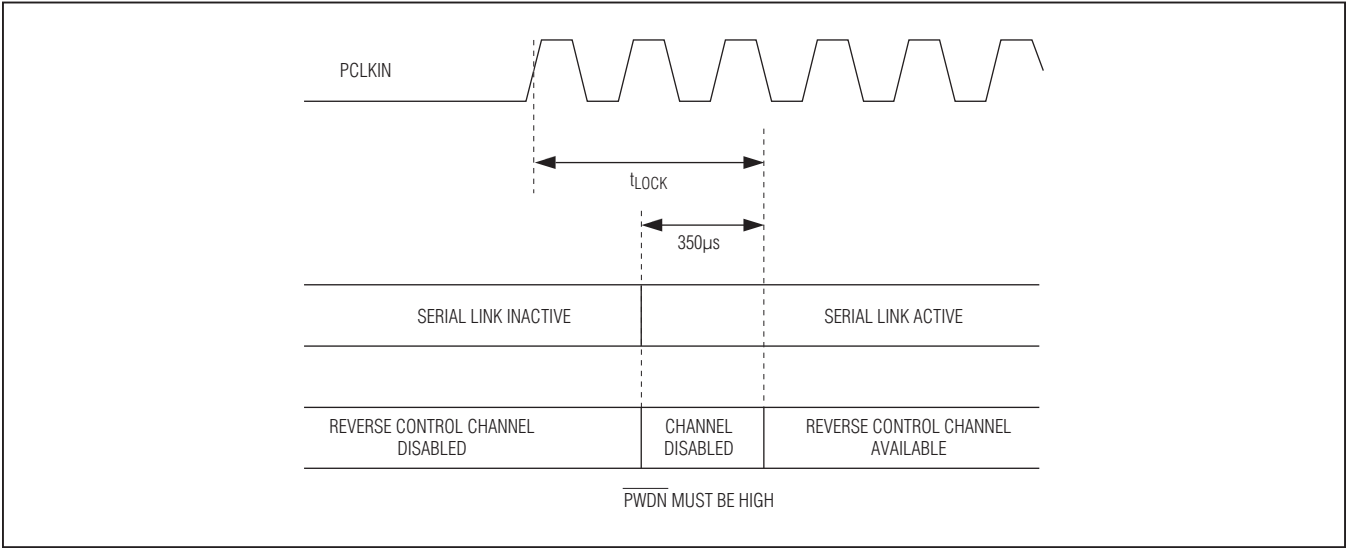 PCLKIN
tLOCK
350µs
SERIAL LINK INACTIVE
SERIAL LINK ACTIVE
REVERSE CONTROL CHANNEL
DISABLED
CHANNEL
DISABLED
REVERSE CONTROL CHANNEL
AVAILABLE
P̅W̅D̅N̅ MUST BE HIGH